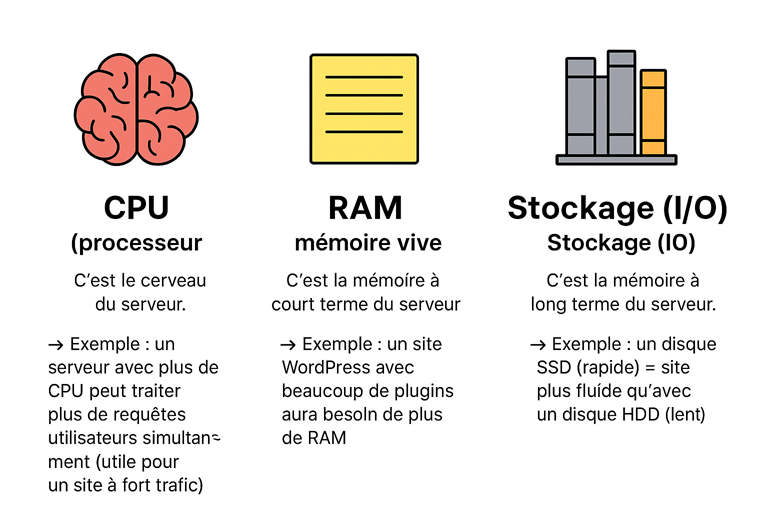 CPU
(processeur
C'est le cerveau
du serveur.
→ Exemple : un
serveur avec plus de
CPU peut traiter
plus de requêtes
utilisateurs simultan~
ment (utile pour
un site à fort trafic)
RAM
mémoire vive
C'est la mémoíre à
court terme du serveur
→ Exemple : un site
WordPress avec
beaucoup de plugins
aura besoln de plus
de RAM
Stockage (I/O)
Stockage (IO)
C'est la mémoire à
long terme du serveur.
→ Exemple : un disque
SSD (rapide) = site
plus fluíde qu'avec
un disque HDD (lent)